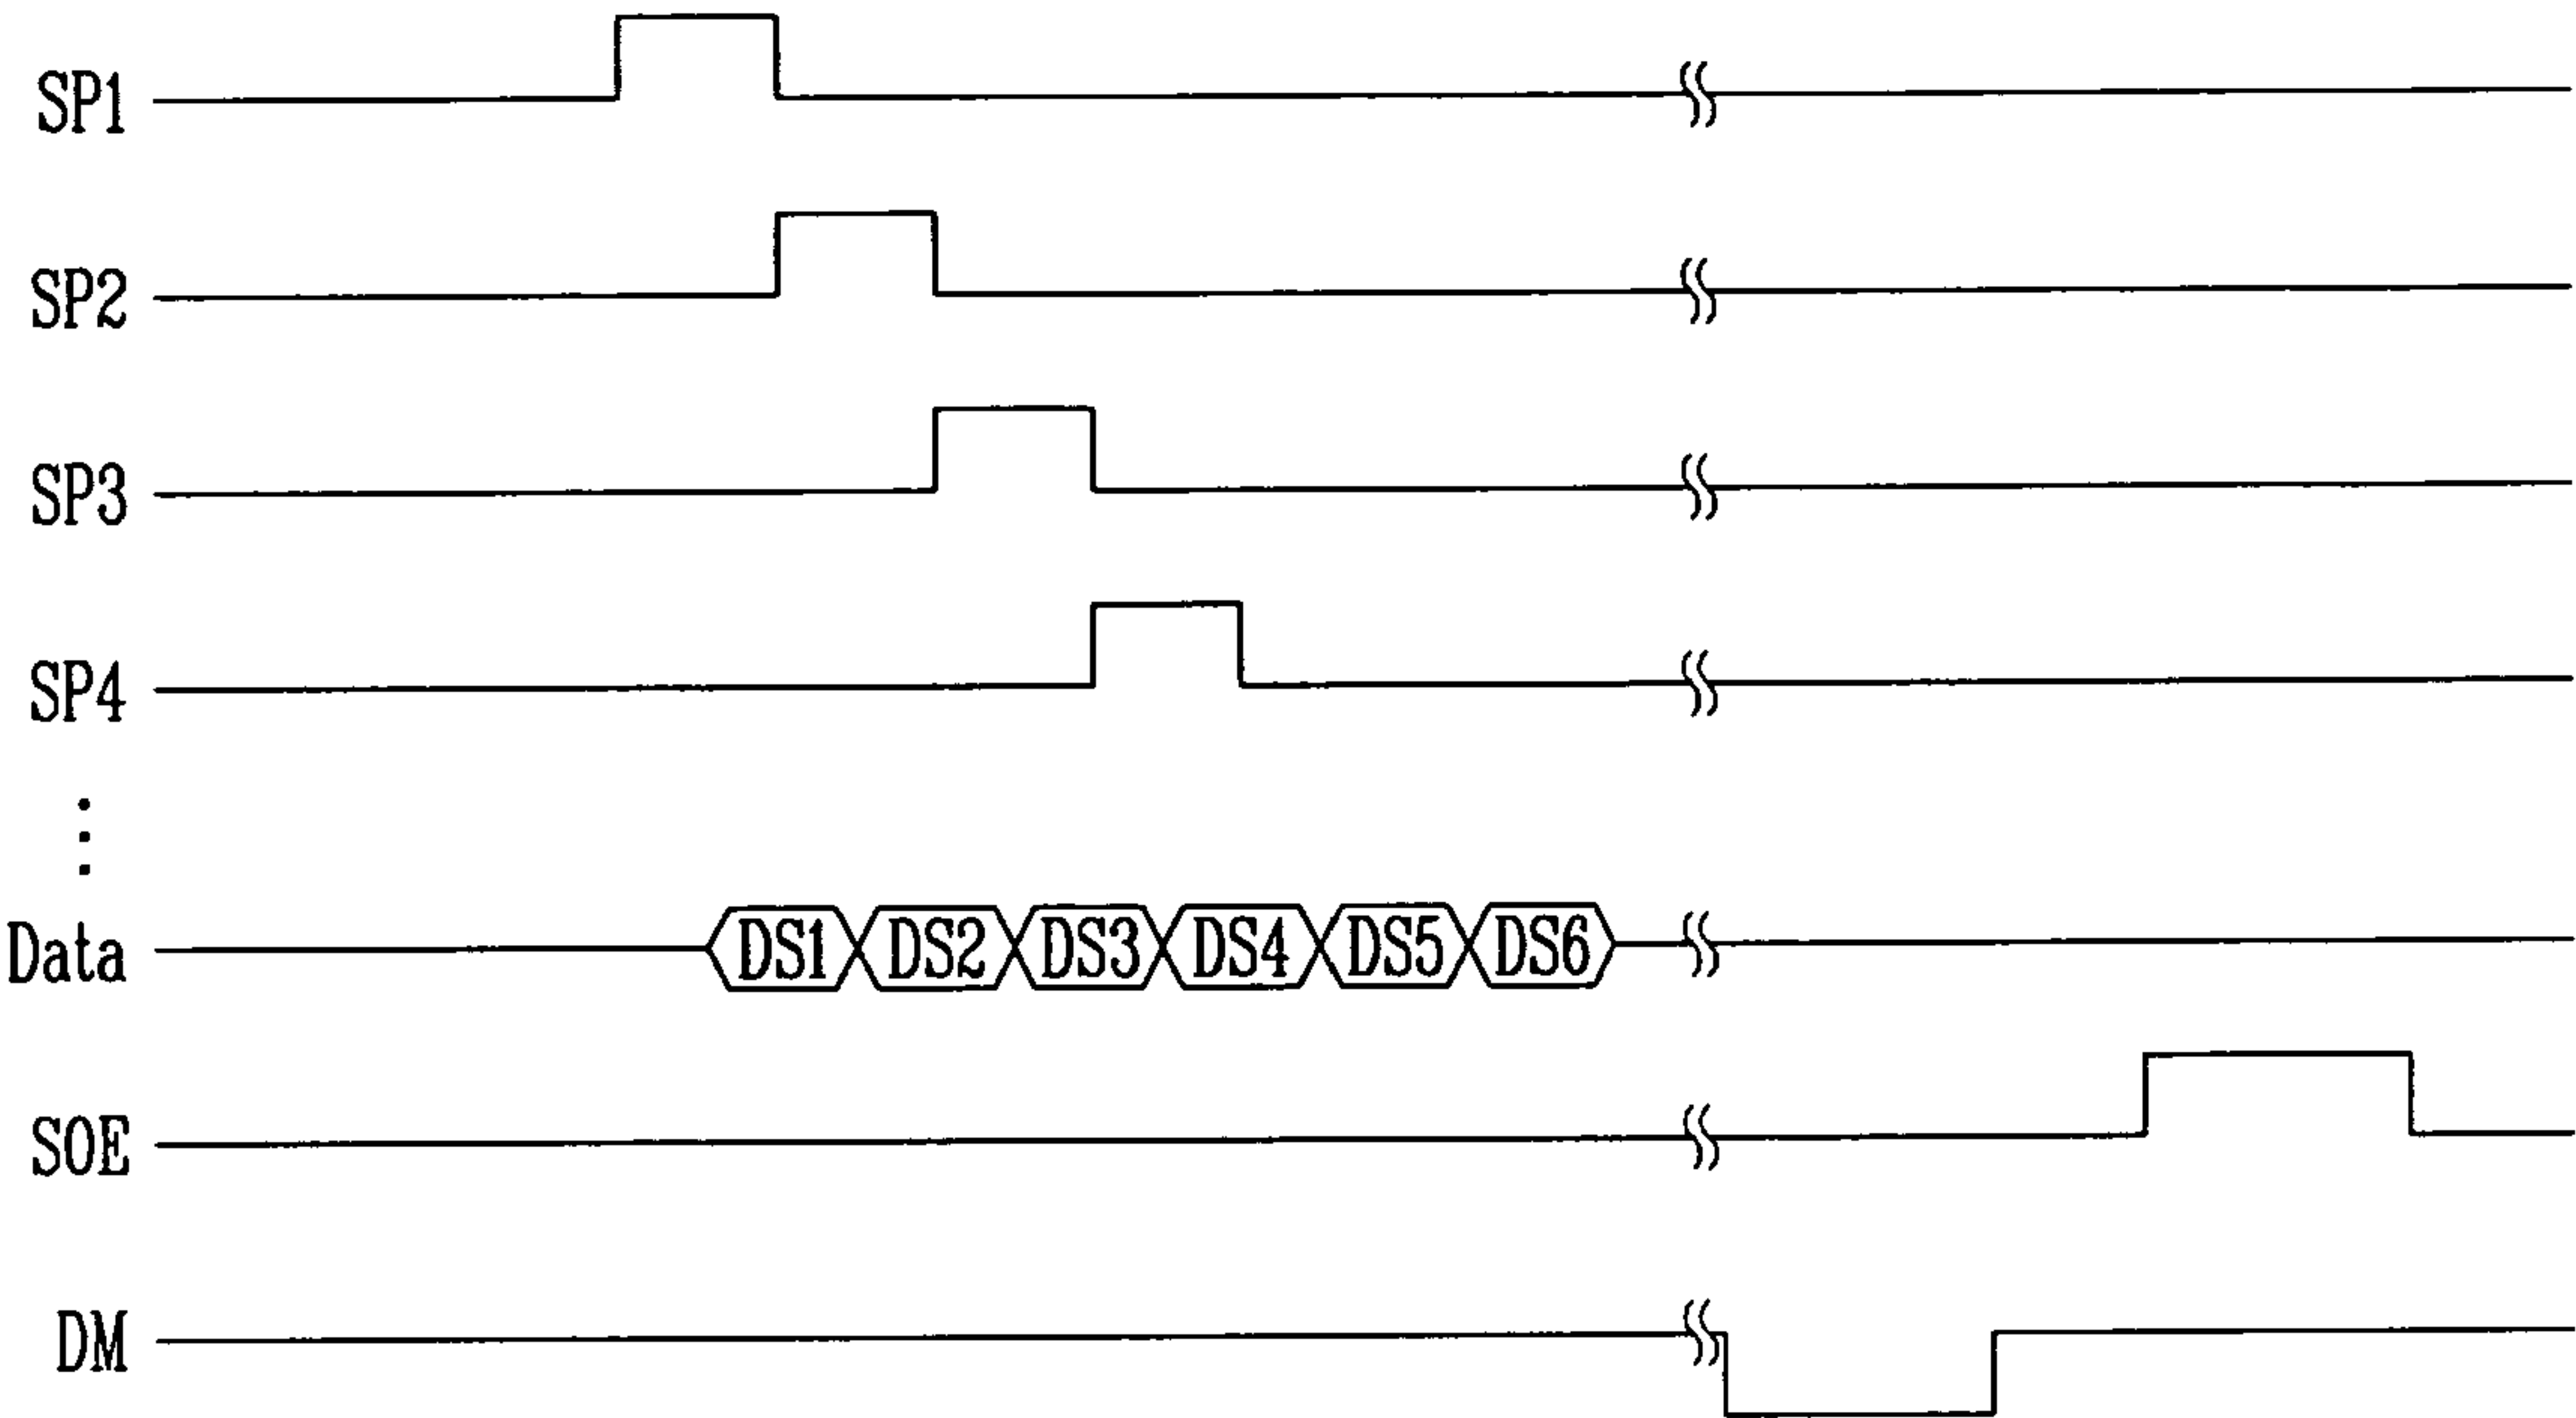 SP1
SP2
SP3
SP4
Data DS1 DS2 DS3 DS4 DS5 DS6
SOE
DM